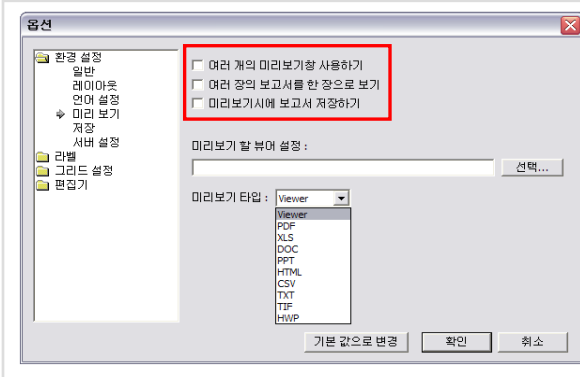 옵션
환경 설정
일반
레이아웃
언어 설정
미리 보기
저장
서버 설정
라벨
그리드 설정
편집기
여러 개의 미리보기창 사용하기
여러 장의 보고서를 한 장으로 보기
미리보기시에 보고서 저장하기
미리보기 할 뷰어 설정 :
선택...
미리보기 타입 : Viewer
Viewer
PDF
XLS
DOC
PPT
HTML
CSV
TXT
TIF
HWP
기본 값으로 변경 확인 취소